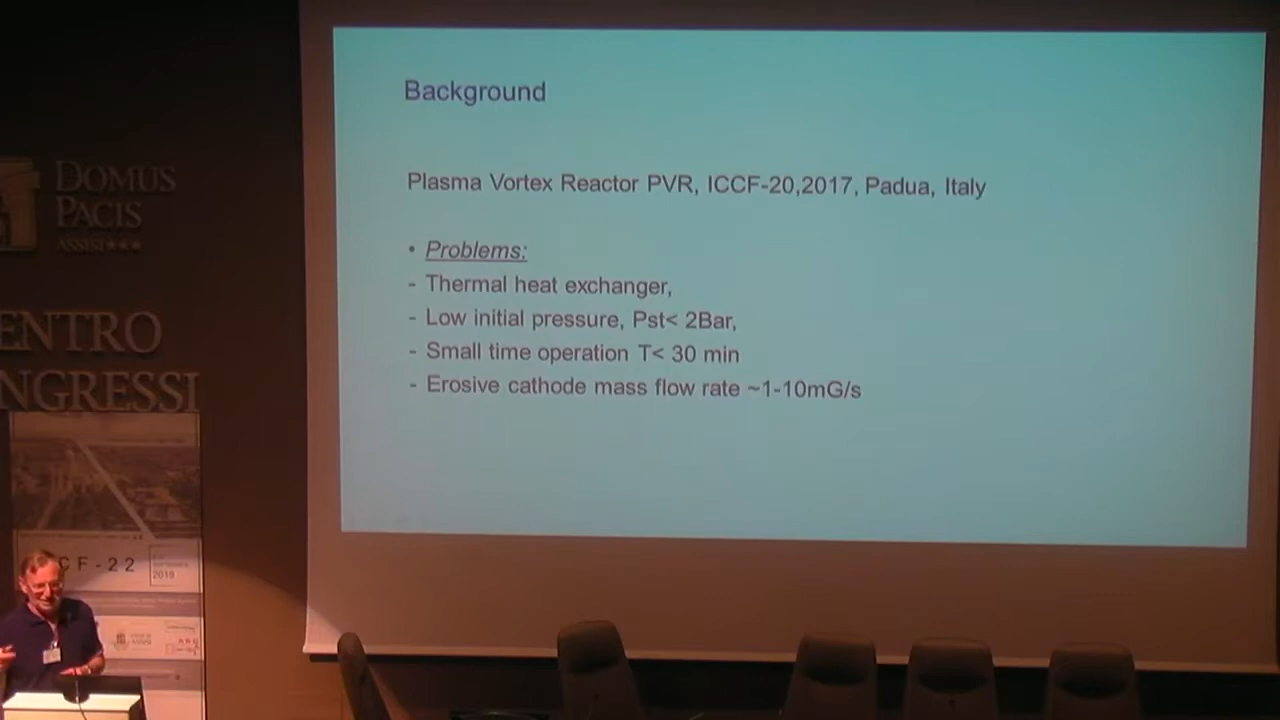 Background
Plasma Vortex Reactor PVR, ICCF-20,2017, Padua, Italy
• Problems:
- Thermal heat exchanger,
- Low initial pressure, Pst< 2Bar,
- Small time operation T< 30 min
- Erosive cathode mass flow rate ~1-10mG/s
DOMUS
PACIS
ASSISI★★★
ENTRO
NGRESSI
CF-22
2019